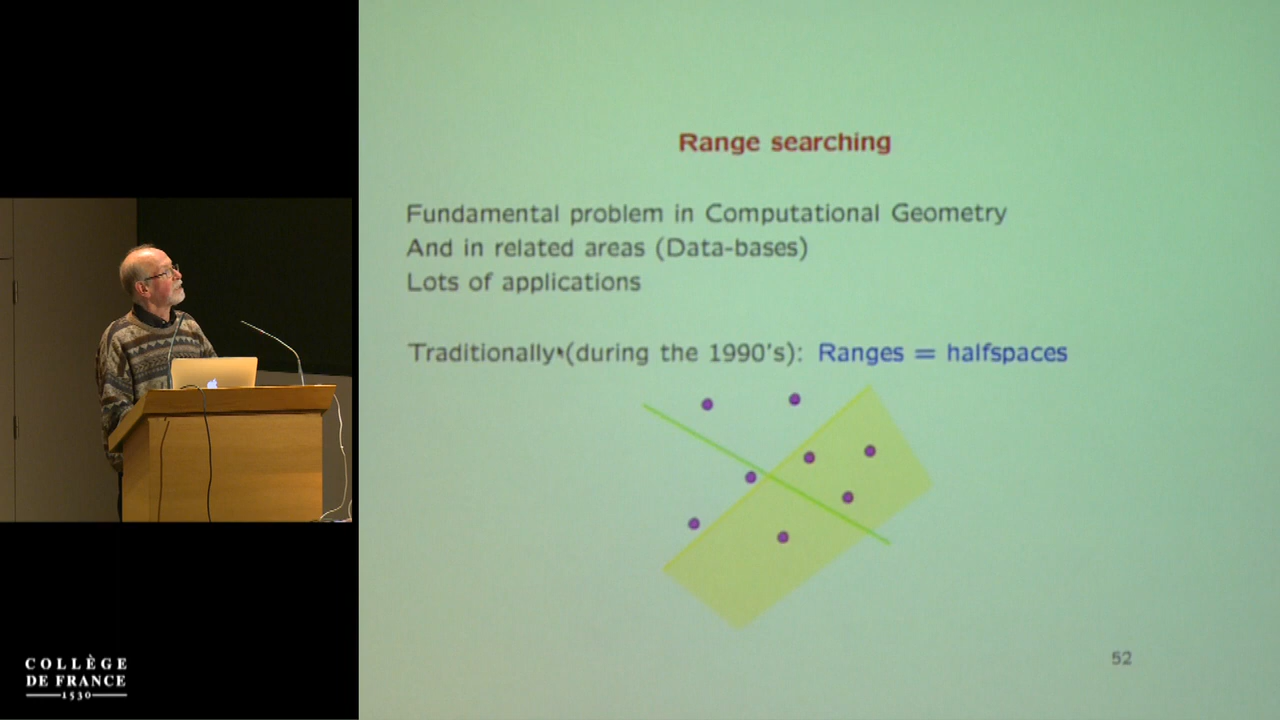 Range searching
Fundamental problem in Computational Geometry
And in related areas (Data-bases)
Lots of applications
Traditionally (during the 1990's): Ranges = halfspaces
52
COLLÈGE
DE FRANCE
1530